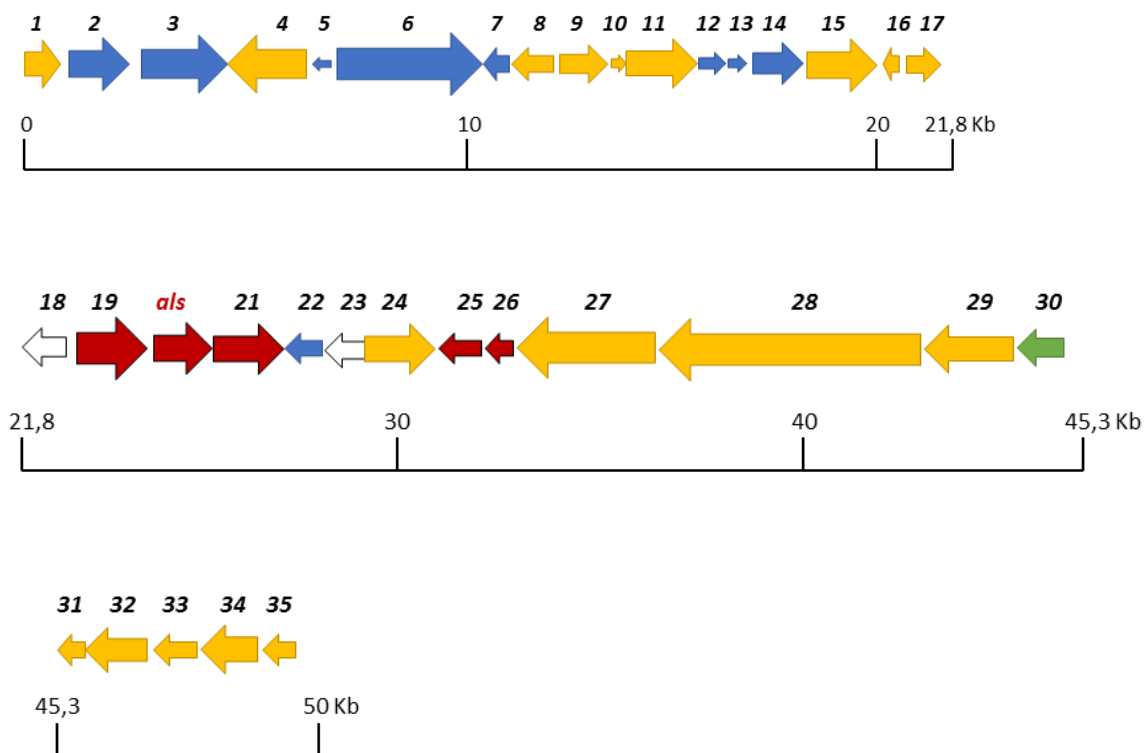 1 2 3 4 5 6 7 8 9 10 11 12 13 14 15 16 17
0 10 20 21,8 Kb
18 19 als 21 22 23 24 25 26 27 28 29 30
21,8 30 40 45,3 Kb
31 32 33 34 35
45,3 50 Kb